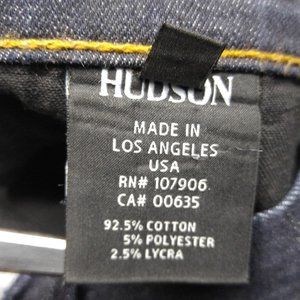 HUDSON
MADE IN
LOS ANGELES
USA
RN# 107906
CA# 00635
92.5% COTTON
5% POLYESTER
2.5% LYCRA